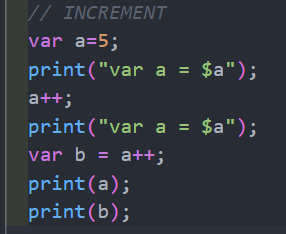 // INCREMENT
var a=5;
print("var a = $a");
a++;
print("var a = $a");
var b = a++;
print(a);
print(b);